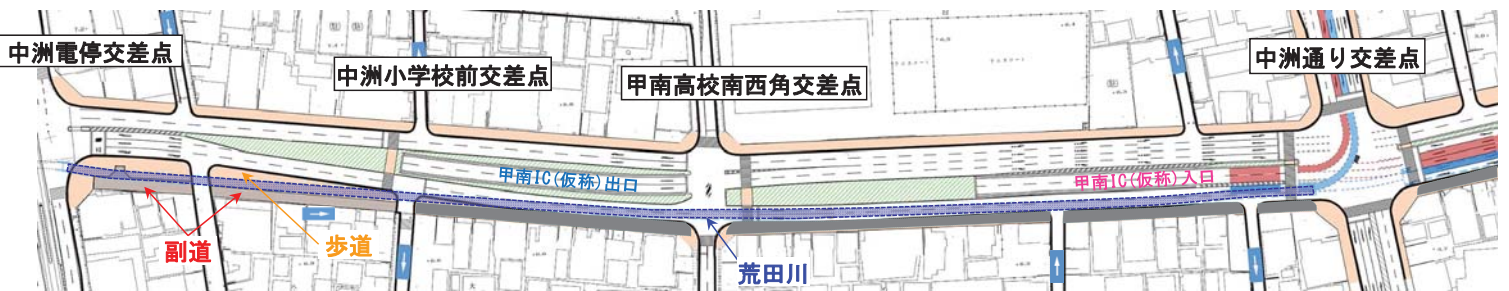 中洲電停交差点
中洲小学校前交差点
甲南高校南西角交差点
中洲通り交差点
甲南IC(仮称)出口
甲南IC(仮称)入口
副道
歩道
荒田川